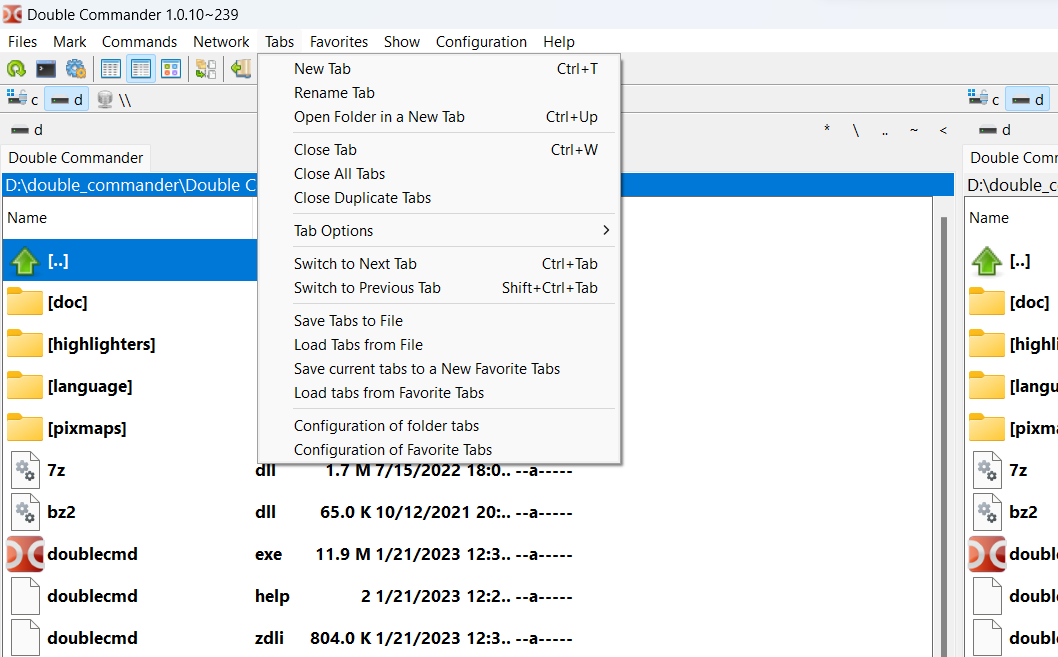 Double Commander 1.0.10~239
Files Mark Commands Network Tabs Favorites Show Configuration Help
c d \\
c d
d
* \ .. ~ <
d
Double Commander
Double Comm
D:\double_commander\Double C
D:\double_c
Name
Name
New Tab Ctrl+T
Rename Tab
Open Folder in a New Tab Ctrl+Up
Close Tab Ctrl+W
Close All Tabs
Close Duplicate Tabs
Tab Options
Switch to Next Tab Ctrl+Tab
Switch to Previous Tab Shift+Ctrl+Tab
Save Tabs to File
Load Tabs from File
Save current tabs to a New Favorite Tabs
Load tabs from Favorite Tabs
Configuration of folder tabs
Configuration of Favorite Tabs
[..]
[doc]
[highlighters]
[language]
[pixmaps]
7z dll 1.7 M 7/15/2022 18:0.. --a-----
bz2 dll 65.0 K 10/12/2021 20:.. --a-----
doublecmd exe 11.9 M 1/21/2023 12:3.. --a-----
doublecmd help 2 1/21/2023 12:2.. --a-----
doublecmd zdli 804.0 K 1/21/2023 12:3.. --a-----
[..]
[doc]
[highli
[langu
[pixma
7z
bz2
double
double
double